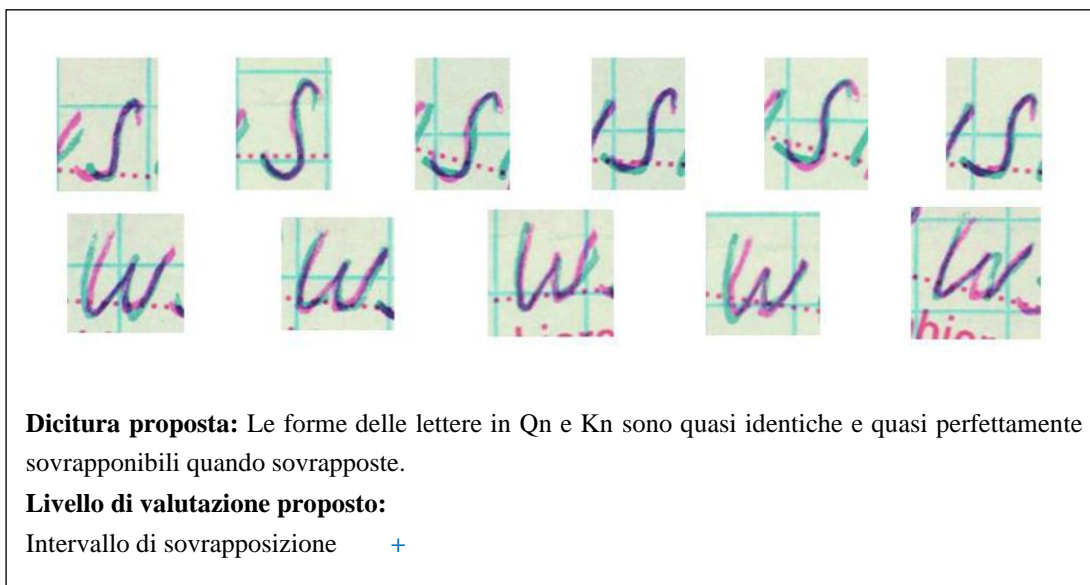 S S S S S S
W W W W W
Dicitura proposta: Le forme delle lettere in Qn e Kn sono quasi identiche e quasi perfettamente
sovrapponibili quando sovrapposte.
Livello di valutazione proposto:
Intervallo di sovrapposizione +